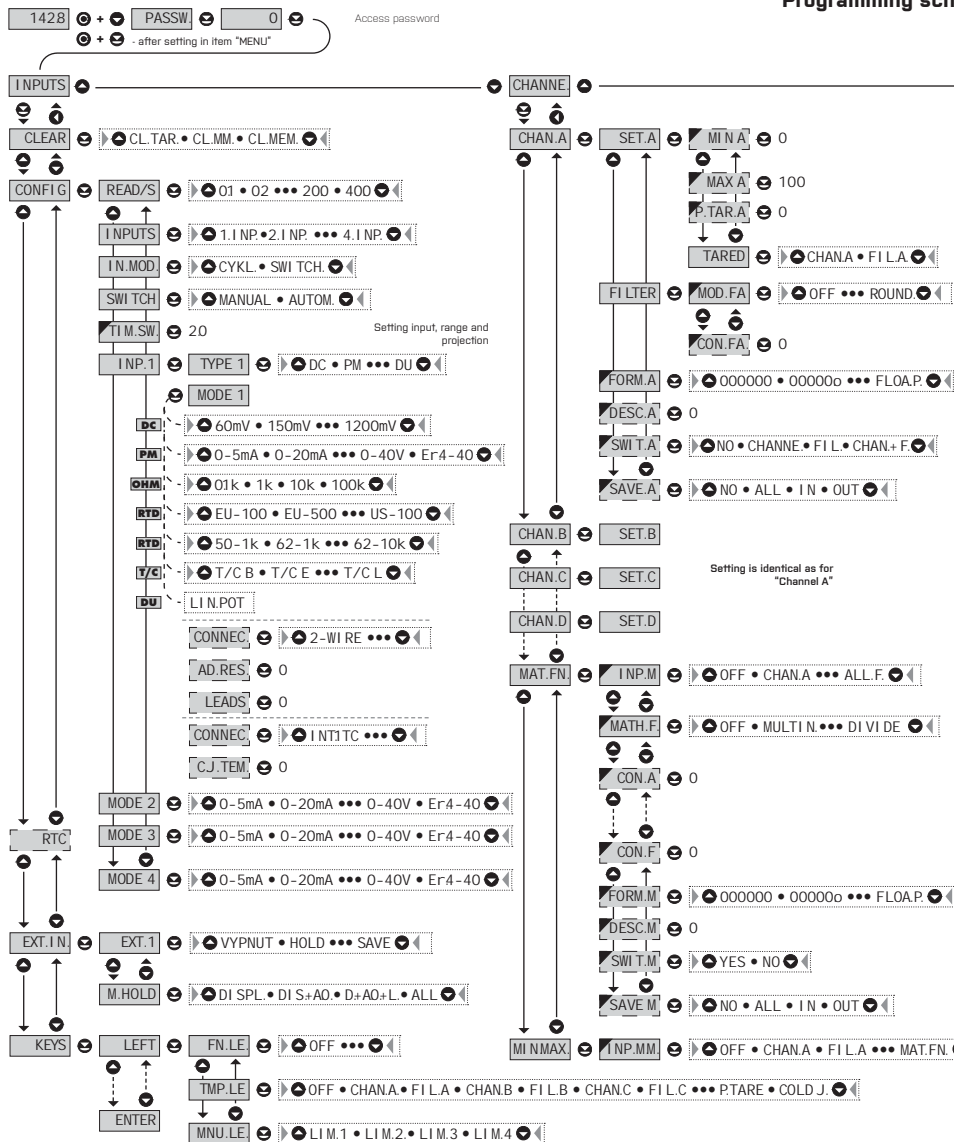 Programming sch
1428 + PASSW. 0 Access password
+ - after setting in item "MENU"
INPUTS
CLEAR CL.TAR. • CL.MM. • CL.MEM.
CONFIG READ/S 01 • 02 ••• 200 • 400
INPUTS 1.INP. • 2.INP. ••• 4.INP.
IN.MOD. CYKL. • SWITCH.
SWITCH MANUAL • AUTOM.
TIM.SW. 20
Setting input, range and
projection
INP.1 TYPE 1 DC • PM ••• DU
MODE 1
DC 60mV • 150mV ••• 1200mV
PM 0-5mA • 0-20mA ••• 0-40V • Er4-40
OHM 01k • 1k • 10k • 100k
RTD EU-100 • EU-500 ••• US-100
RTD 50-1k • 62-1k ••• 62-10k
T/C T/C B • T/C E ••• T/C L
DU LIN.POT
CONNEC. 2-WIRE •••
AD.RES. 0
LEADS 0
CONNEC. INT1TC •••
C.J.TEM. 0
MODE 2 0-5mA • 0-20mA ••• 0-40V • Er4-40
RTC
MODE 3 0-5mA • 0-20mA ••• 0-40V • Er4-40
MODE 4 0-5mA • 0-20mA ••• 0-40V • Er4-40
EXT.IN. EXT.1 VYPNUT • HOLD ••• SAVE
M.HOLD DISPL. • DIS.+AO. • D+AO.+L. • ALL
KEYS LEFT FN.LE. OFF •••
TMP.LE OFF • CHAN.A. • FIL.A • CHAN.B • FIL.B • CHAN.C • FIL.C ••• P.TARE • COLD J.
ENTER
MNU.LE. LIM.1 • LIM.2. • LIM.3 • LIM.4
CHANNE.
CHAN.A SET.A MIN A 0
MAX A 100
P.TAR.A 0
TARED CHAN.A • FIL.A.
FILTER MOD.FA OFF ••• ROUND.
CON.FA. 0
FORM.A 000000 • 00000o ••• FLOA.P.
DESC.A 0
SWIT.A NO • CHANNE. • FIL. • CHAN.+ F.
SAVE.A NO • ALL • IN • OUT
CHAN.B SET.B
CHAN.C SET.C
Setting is identical as for
"Channel A"
CHAN.D SET.D
MAT.FN. INP.M OFF • CHAN.A ••• ALL.F.
MATH.F. OFF • MULTIN. ••• DIVIDE
CON.A 0
CON.F 0
FORM.M 000000 • 00000o ••• FLOA.P.
DESC.M 0
SWIT.M YES • NO
SAVE M NO • ALL • IN • OUT
MINMAX. INP.MM. OFF • CHAN.A • FIL.A ••• MAT.FN.